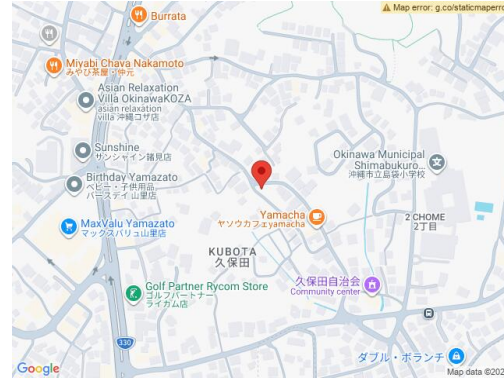 Map error: g.co/staticmaperro
Burrata
Miyabi Chava Nakamoto
みやび茶屋・仲元
Asian Relaxation
Villa OkinawaKOZA
asian relaxation
villa 沖縄コザ店
Sunshine
サンシャイン諸見店
Okinawa Municipal
Shimabukuro...
沖縄市立島袋小学校
Birthday Yamazato
ベビー・子供用品
バースデイ 山里店
MaxValu Yamazato
マックスバリュ山里店
Yamacha
ヤソウカフェyamacha
2 CHOME
2丁目
KUBOTA
久保田
久保田自治会
Community center
Golf Partner Rycom Store
ゴルフパートナー
ライカム店
330
ダブル・ボランチ
Google
Map data ©202